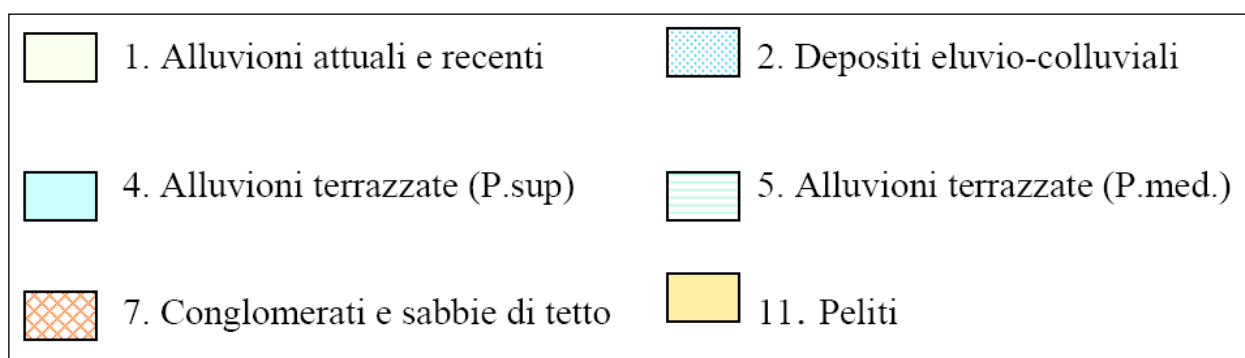 1. Alluvioni attuali e recenti
2. Depositi eluvio-colluviali
4. Alluvioni terrazzate (P.sup)
5. Alluvioni terrazzate (P.med.)
7. Conglomerati e sabbie di tetto
11. Peliti